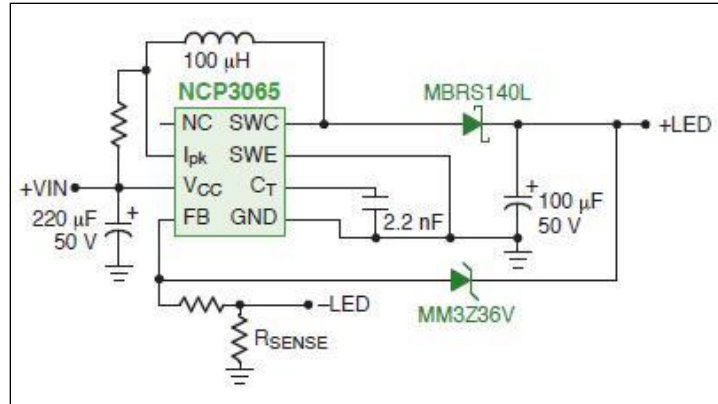 100 μH
NCP3065
MBRS140L
NC SWC
Ipk SWE
VCC CT
FB GND
+LED
+VIN
220 μF
50 V
+
2.2 nF
+
100 μF
50 V
MM3Z36V
–LED
RSENSE